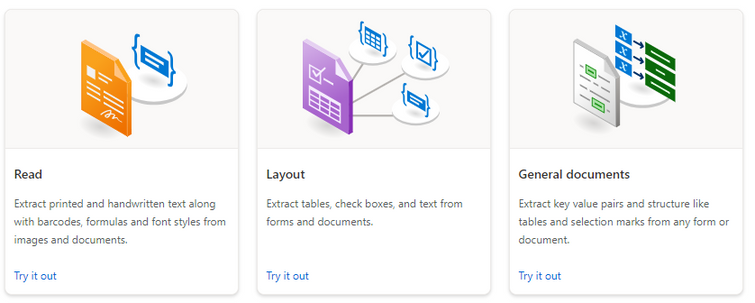 Read
Extract printed and handwritten text along
with barcodes, formulas and font styles from
images and documents.
Try it out
Layout
Extract tables, check boxes, and text from
forms and documents.
Try it out
General documents
Extract key value pairs and structure like
tables and selection marks from any form or
document.
Try it out